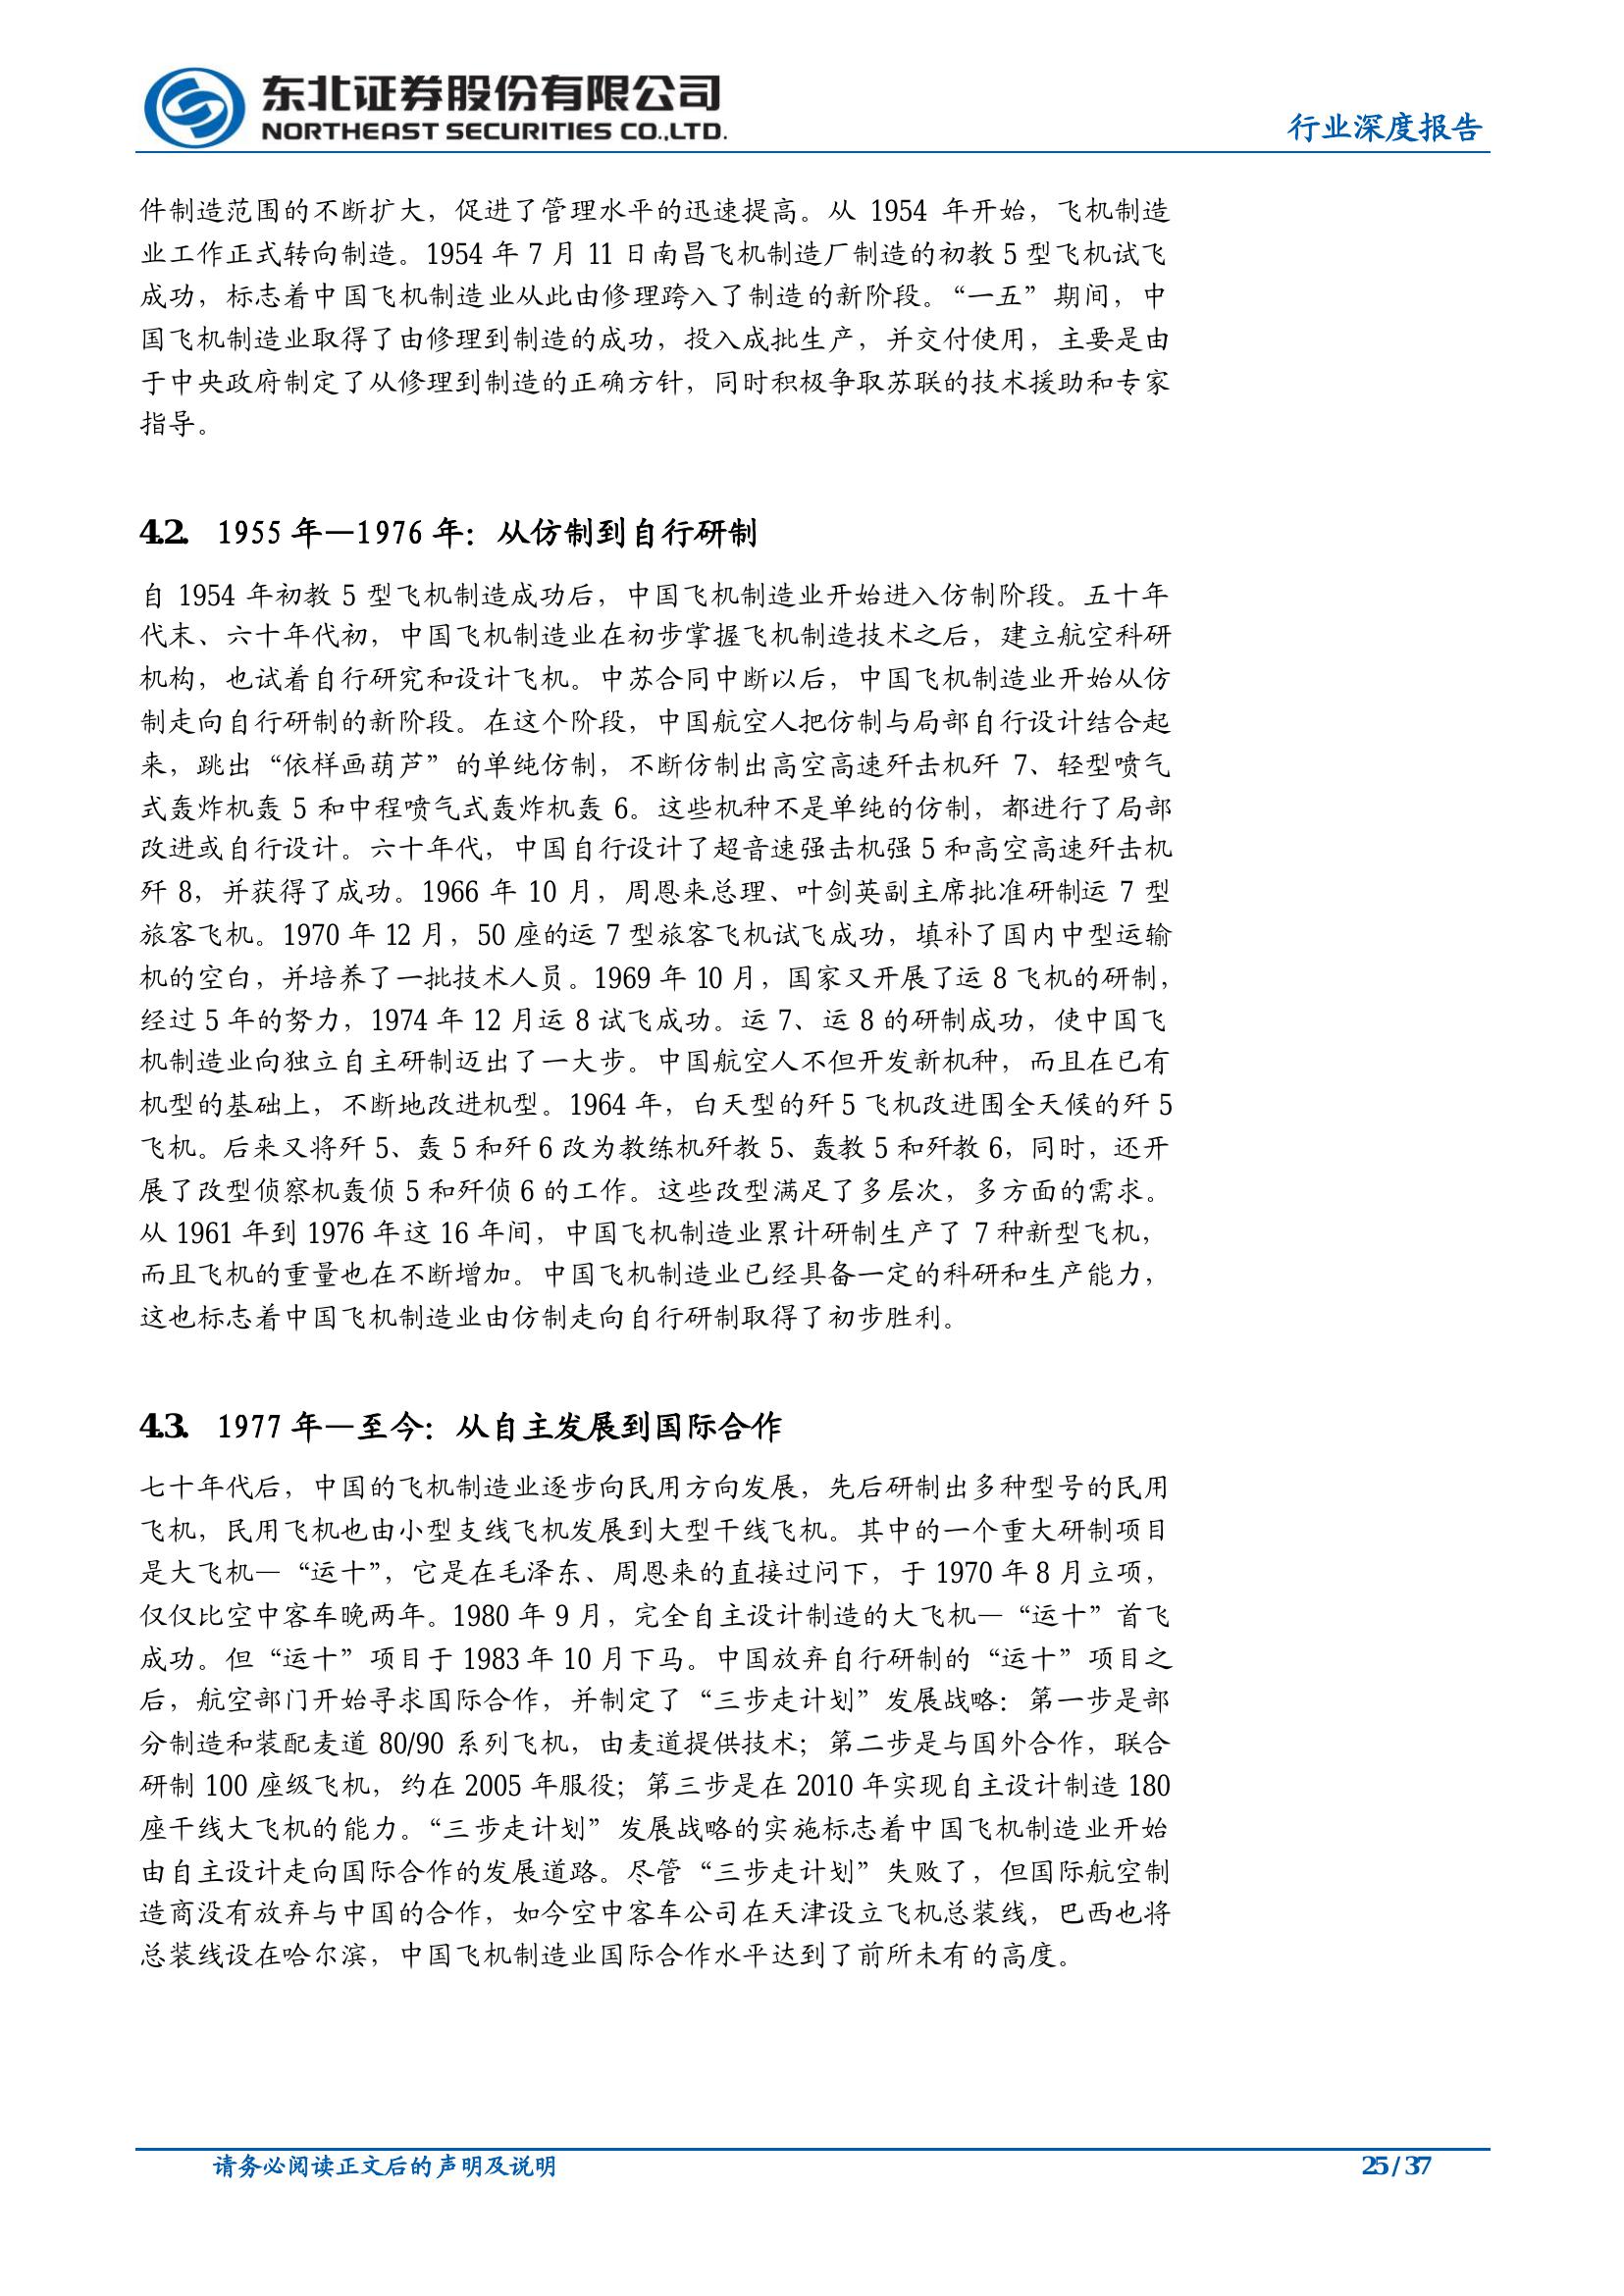 东北证券股份有限公司
NORTHEAST SECURITIES CO.,LTD.
行业深度报告
件制造范围的不断扩大，促进了管理水平的迅速提高。从 1954 年开始，飞机制造
业工作正式转向制造。1954 年 7 月 11 日南昌飞机制造厂制造的初教 5 型飞机试飞
成功，标志着中国飞机制造业从此由修理跨入了制造的新阶段。“一五”期间，中
国飞机制造业取得了由修理到制造的成功，投入成批生产，并交付使用，主要是由
于中央政府制定了从修理到制造的正确方针，同时积极争取苏联的技术援助和专家
指导。
4.2. 1955 年—1976 年：从仿制到自行研制
自 1954 年初教 5 型飞机制造成功后，中国飞机制造业开始进入仿制阶段。五十年
代末、六十年代初，中国飞机制造业在初步掌握飞机制造技术之后，建立航空科研
机构，也试着自行研究和设计飞机。中苏合同中断以后，中国飞机制造业开始从仿
制走向自行研制的新阶段。在这个阶段，中国航空人把仿制与局部自行设计结合起
来，跳出“依样画葫芦”的单纯仿制，不断仿制出高空高速歼击机歼 7、轻型喷气
式轰炸机轰 5 和中程喷气式轰炸机轰 6。这些机种不是单纯的仿制，都进行了局部
改进或自行设计。六十年代，中国自行设计了超音速强击机强 5 和高空高速歼击机
歼 8，并获得了成功。1966 年 10 月，周恩来总理、叶剑英副主席批准研制运 7 型
旅客飞机。1970 年 12 月，50 座的运 7 型旅客飞机试飞成功，填补了国内中型运输
机的空白，并培养了一批技术人员。1969 年 10 月，国家又开展了运 8 飞机的研制，
经过 5 年的努力，1974 年 12 月运 8 试飞成功。运 7、运 8 的研制成功，使中国飞
机制造业向独立自主研制迈出了一大步。中国航空人不但开发新机种，而且在已有
机型的基础上，不断地改进机型。1964 年，白天型的歼 5 飞机改进围全天候的歼 5
飞机。后来又将歼 5、轰 5 和歼 6 改为教练机歼教 5、轰教 5 和歼教 6，同时，还开
展了改型侦察机轰侦 5 和歼侦 6 的工作。这些改型满足了多层次，多方面的需求。
从 1961 年到 1976 年这 16 年间，中国飞机制造业累计研制生产了 7 种新型飞机，
而且飞机的重量也在不断增加。中国飞机制造业已经具备一定的科研和生产能力，
这也标志着中国飞机制造业由仿制走向自行研制取得了初步胜利。
4.3. 1977 年—至今：从自主发展到国际合作
七十年代后，中国的飞机制造业逐步向民用方向发展，先后研制出多种型号的民用
飞机，民用飞机也由小型支线飞机发展到大型干线飞机。其中的一个重大研制项目
是大飞机—“运十”，它是在毛泽东、周恩来的直接过问下，于 1970 年 8 月立项，
仅仅比空中客车晚两年。1980 年 9 月，完全自主设计制造的大飞机—“运十”首飞
成功。但“运十”项目于 1983 年 10 月下马。中国放弃自行研制的“运十”项目之
后，航空部门开始寻求国际合作，并制定了“三步走计划”发展战略：第一步是部
分制造和装配麦道 80/90 系列飞机，由麦道提供技术；第二步是与国外合作，联合
研制 100 座级飞机，约在 2005 年服役；第三步是在 2010 年实现自主设计制造 180
座干线大飞机的能力。“三步走计划”发展战略的实施标志着中国飞机制造业开始
由自主设计走向国际合作的发展道路。尽管“三步走计划”失败了，但国际航空制
造商没有放弃与中国的合作，如今空中客车公司在天津设立飞机总装线，巴西也将
总装线设在哈尔滨，中国飞机制造业国际合作水平达到了前所未有的高度。
请务必阅读正文后的声明及说明
25 / 37